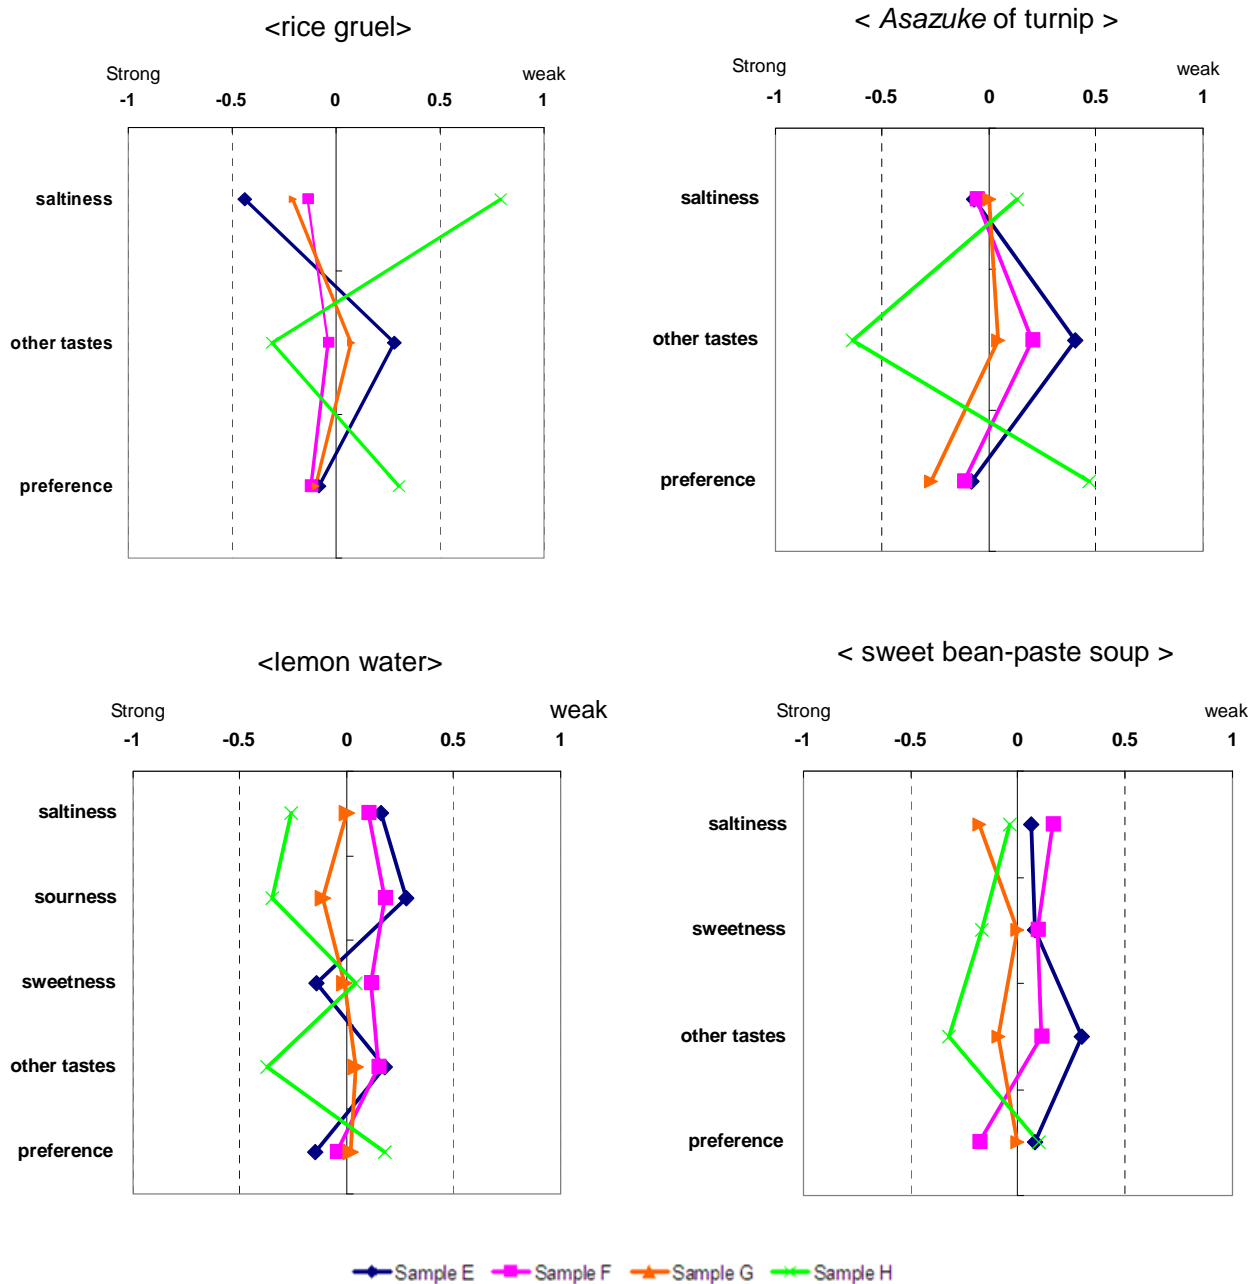 <rice gruel>
Strong weak
-1 -0.5 0 0.5 1
saltiness
other tastes
preference
< Asazuke of turnip >
Strong weak
-1 -0.5 0 0.5 1
saltiness
other tastes
preference
<lemon water>
Strong weak
-1 -0.5 0 0.5 1
saltiness
sourness
sweetness
other tastes
preference
< sweet bean-paste soup >
Strong weak
-1 -0.5 0 0.5 1
saltiness
sweetness
other tastes
preference
Sample E Sample F Sample G Sample H